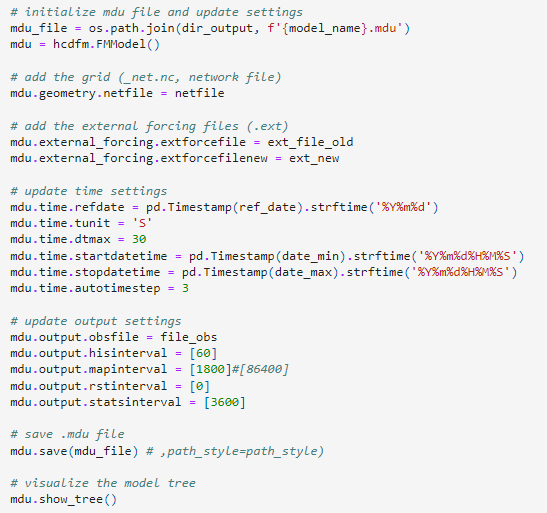 # initialize mdu file and update settings
mdu_file = os.path.join(dir_output, f'{model_name}.mdu')
mdu = hcdfm.FMModel()

# add the grid (_net.nc, network file)
mdu.geometry.netfile = netfile

# add the external forcing files (.ext)
mdu.external_forcing.extforcefile = ext_file_old
mdu.external_forcing.extforcefilenew = ext_new

# update time settings
mdu.time.refdate = pd.Timestamp(ref_date).strftime('%Y%m%d')
mdu.time.tunit = 'S'
mdu.time.dtmax = 30
mdu.time.startdatetime = pd.Timestamp(date_min).strftime('%Y%m%d%H%M%S')
mdu.time.stopdatetime = pd.Timestamp(date_max).strftime('%Y%m%d%H%M%S')
mdu.time.autotimestep = 3

# update output settings
mdu.output.obsfile = file_obs
mdu.output.hisinterval = [60]
mdu.output.mapinterval = [1800]#[86400]
mdu.output.rstinterval = [0]
mdu.output.statsinterval = [3600]

# save .mdu file
mdu.save(mdu_file) # ,path_style=path_style)

# visualize the model tree
mdu.show_tree()